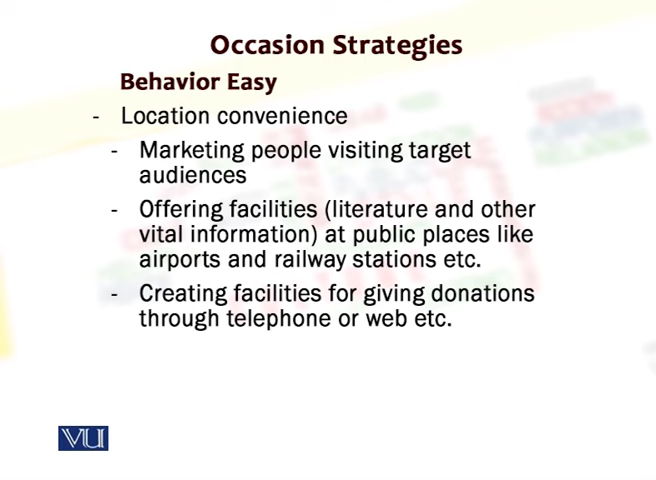 Occasion Strategies
Behavior Easy
- Location convenience
- Marketing people visiting target
audiences
- Offering facilities (literature and other
vital information) at public places like
airports and railway stations etc.
- Creating facilities for giving donations
through telephone or web etc.
VU